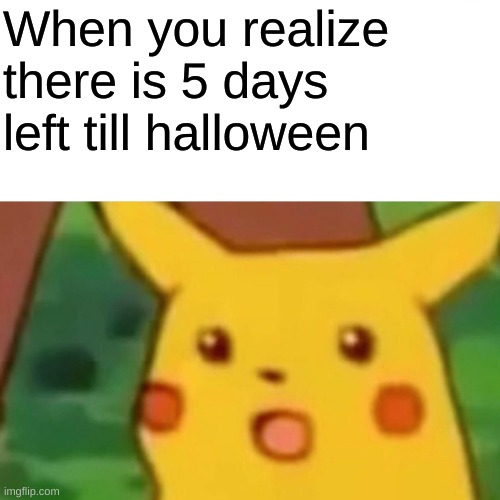 When you realize
there is 5 days
left till halloween
imgflip.com